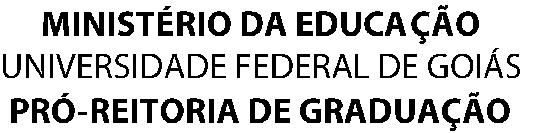 MINISTÉRIO DA EDUCAÇÃO
UNIVERSIDADE FEDERAL DE GOIÁS
PRÓ-REITORIA DE GRADUAÇÃO